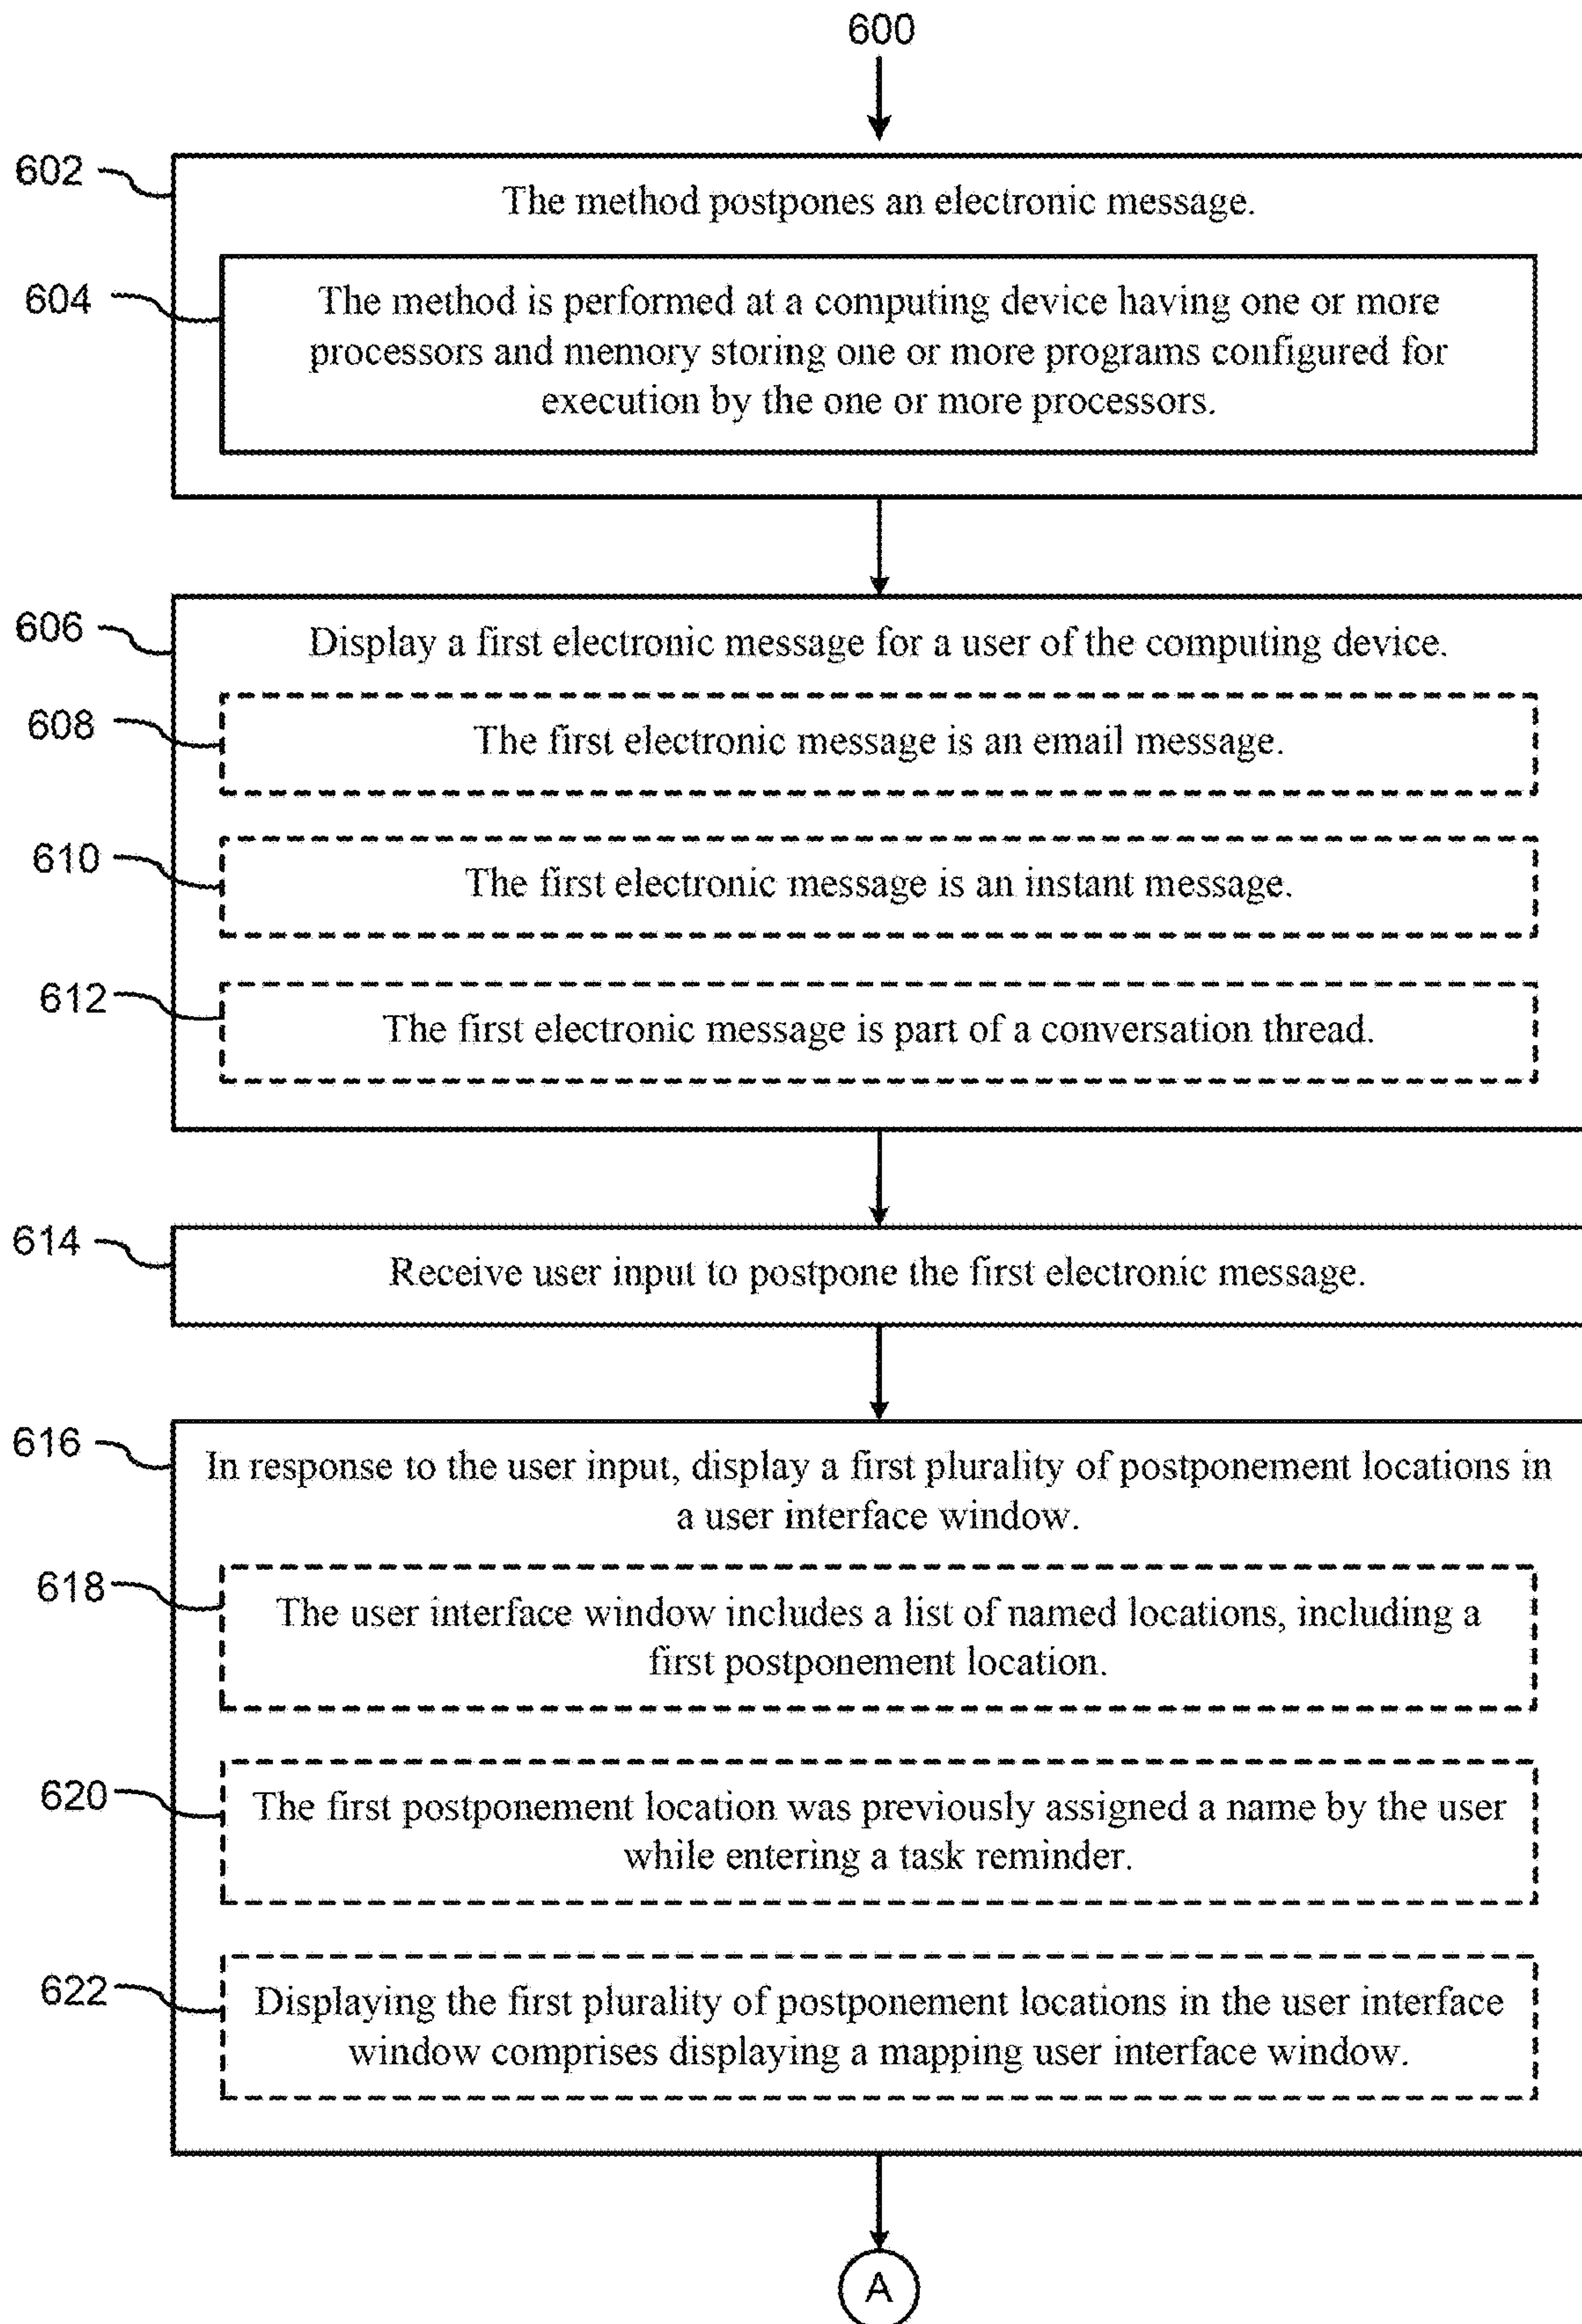 600
602
The method postpones an electronic message.
604
The method is performed at a computing device having one or more
processors and memory storing one or more programs configured for
execution by the one or more processors.
606
Display a first electronic message for a user of the computing device.
608
The first electronic message is an email message.
610
The first electronic message is an instant message.
612
The first electronic message is part of a conversation thread.
614
Receive user input to postpone the first electronic message.
616
In response to the user input, display a first plurality of postponement locations in
a user interface window.
618
The user interface window includes a list of named locations, including a
first postponement location.
620
The first postponement location was previously assigned a name by the user
while entering a task reminder.
622
Displaying the first plurality of postponement locations in the user interface
window comprises displaying a mapping user interface window.
A